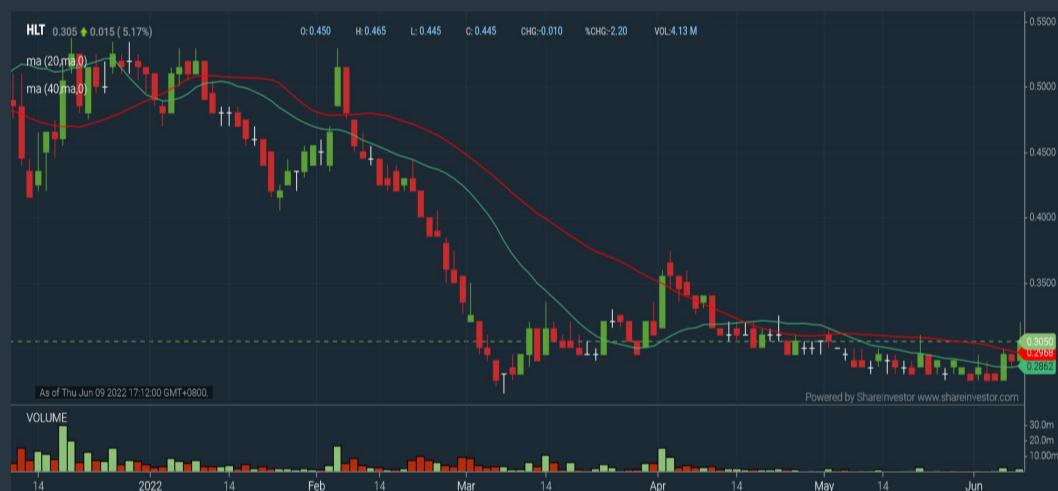 HLT 0.305 0.015 ( 5.17%) O: 0.450 H: 0.465 L: 0.445 C: 0.445 CHG:-0.010 %CHG:-2.20 VOL:4.13 M
ma (20,ma,0)
ma (40,ma,0)
0.5500
0.5000
0.4500
0.4000
0.3500
0.3050
0.2968
0.2862
As of Thu Jun 09 2022 17:12:00 GMT+0800.
Powered by ShareInvestor www.shareinvestor.com
VOLUME
30.0m
20.0m
10.00m
14 2022 14 Feb 14 Mar 14 Apr 14 May 14 Jun